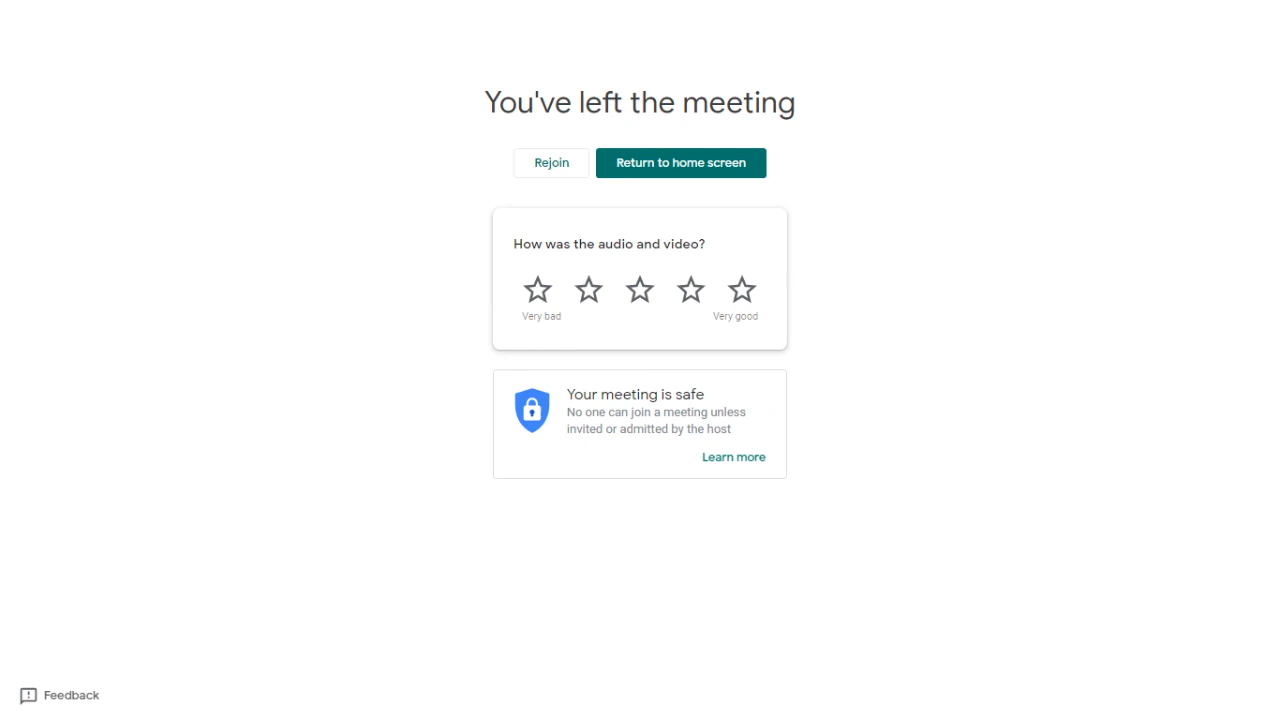 You've left the meeting
Rejoin
Return to home screen
How was the audio and video?
Very bad
Very good
Your meeting is safe
No one can join a meeting unless
invited or admitted by the host
Learn more
Feedback